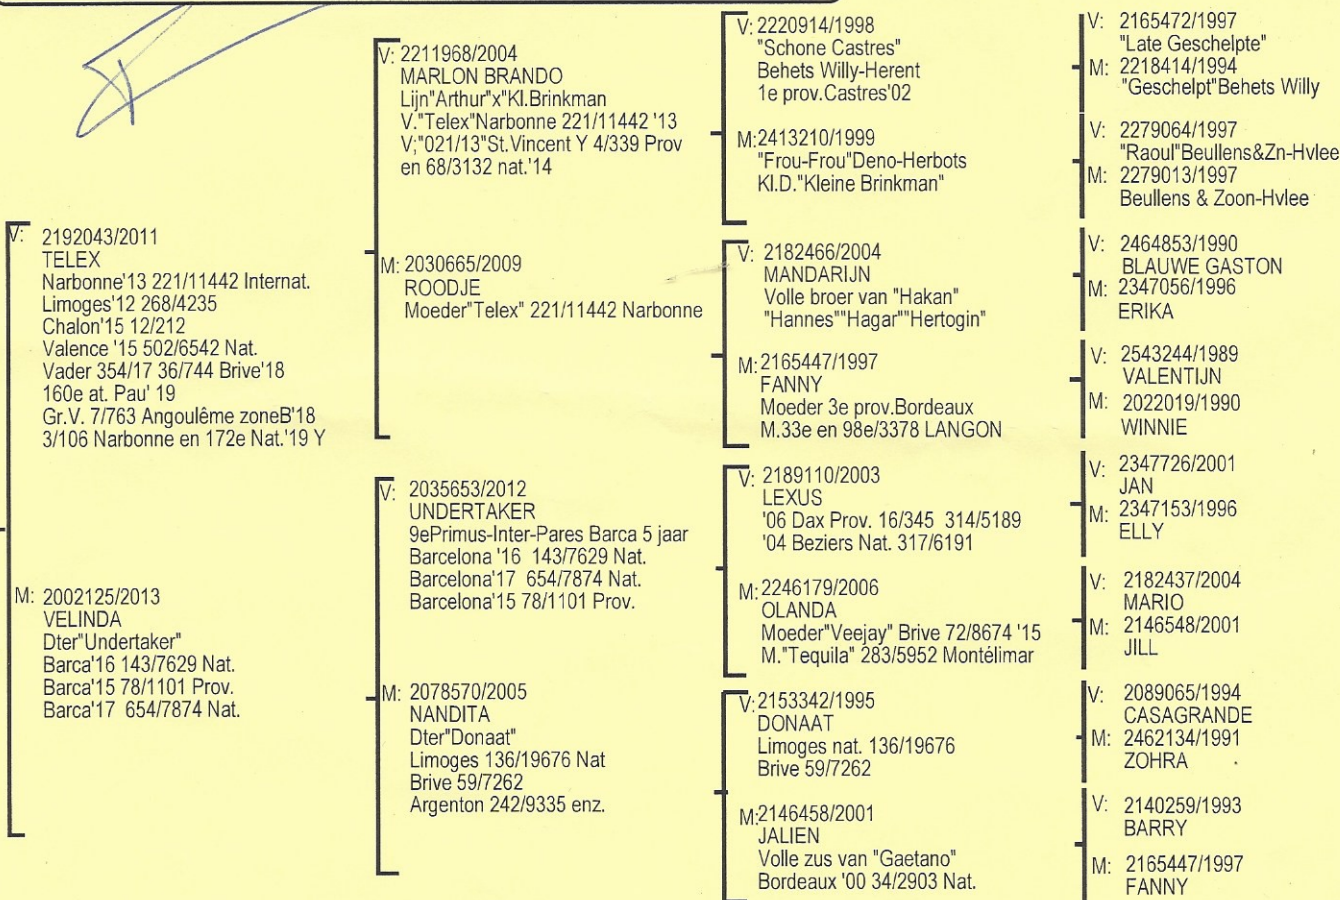 V: 2192043/2011
TELEX
Narbonne'13 221/11442 Internat.
Limoges'12 268/4235
Chalon'15 12/212
Valence '15 502/6542 Nat.
Vader 354/17 36/744 Brive'18
160e at. Pau' 19
Gr.V. 7/763 Angoulême zoneB'18
3/106 Narbonne en 172e Nat.'19 Y
M: 2002125/2013
VELINDA
Dter"Undertaker"
Barca'16 143/7629 Nat.
Barca'15 78/1101 Prov.
Barca'17 654/7874 Nat.
V: 2211968/2004
MARLON BRANDO
Lijn"Arthur"x"Kl.Brinkman
V."Telex"Narbonne 221/11442 '13
V;"021/13"St.Vincent Y 4/339 Prov
en 68/3132 nat.'14
M: 2030665/2009
ROODJE
Moeder"Telex" 221/11442 Narbonne
V: 2035653/2012
UNDERTAKER
9ePrimus-Inter-Pares Barca 5 jaar
Barcelona '16 143/7629 Nat.
Barcelona'17 654/7874 Nat.
Barcelona'15 78/1101 Prov.
M: 2078570/2005
NANDITA
Dter"Donaat"
Limoges 136/19676 Nat
Brive 59/7262
Argenton 242/9335 enz.
V: 2220914/1998
"Schone Castres"
Behets Willy-Herent
1e prov.Castres'02
M:2413210/1999
"Frou-Frou"Deno-Herbots
Kl.D."Kleine Brinkman"
V: 2182466/2004
MANDARIJN
Volle broer van "Hakan"
"Hannes""Hagar""Hertogin"
M:2165447/1997
FANNY
Moeder 3e prov.Bordeaux
M.33e en 98e/3378 LANGON
V: 2189110/2003
LEXUS
'06 Dax Prov. 16/345 314/5189
'04 Beziers Nat. 317/6191
M:2246179/2006
OLANDA
Moeder"Veejay" Brive 72/8674 '15
M."Tequila" 283/5952 Montélimar
V:2153342/1995
DONAAT
Limoges nat. 136/19676
Brive 59/7262
M:2146458/2001
JALIEN
Volle zus van "Gaetano"
Bordeaux '00 34/2903 Nat.
V: 2165472/1997
"Late Geschelpte"
M: 2218414/1994
"Geschelpt"Behets Willy
V: 2279064/1997
"Raoul"Beullens&Zn-Hvlee
M: 2279013/1997
Beullens & Zoon-Hvlee
V: 2464853/1990
BLAUWE GASTON
M: 2347056/1996
ERIKA
V: 2543244/1989
VALENTIJN
M: 2022019/1990
WINNIE
V: 2347726/2001
JAN
M: 2347153/1996
ELLY
V: 2182437/2004
MARIO
M: 2146548/2001
JILL
V: 2089065/1994
CASAGRANDE
M: 2462134/1991
ZOHRA
V: 2140259/1993
BARRY
M: 2165447/1997
FANNY